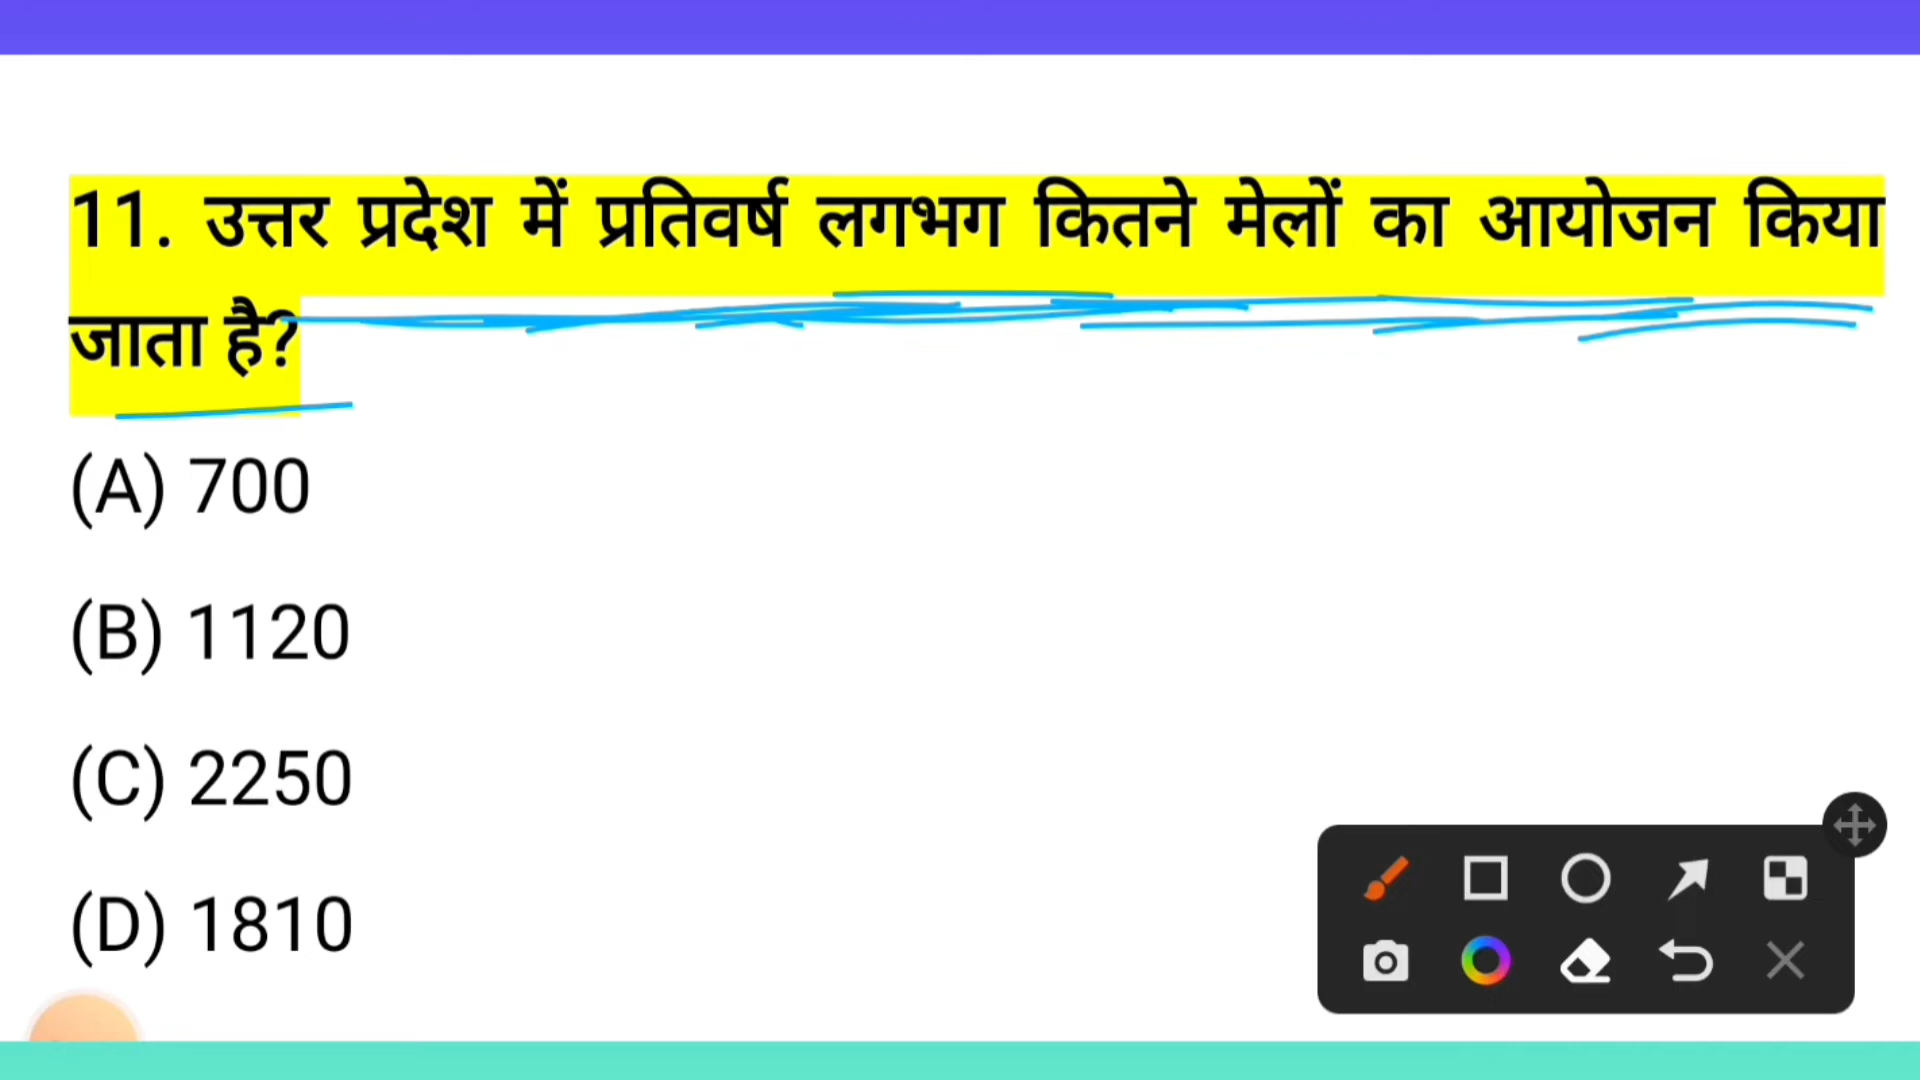 11. उत्तर प्रदेश में प्रतिवर्ष लगभग कितने मेलों का आयोजन किया
जाता है?
(A) 700
(B) 1120
(C) 2250
(D) 1810